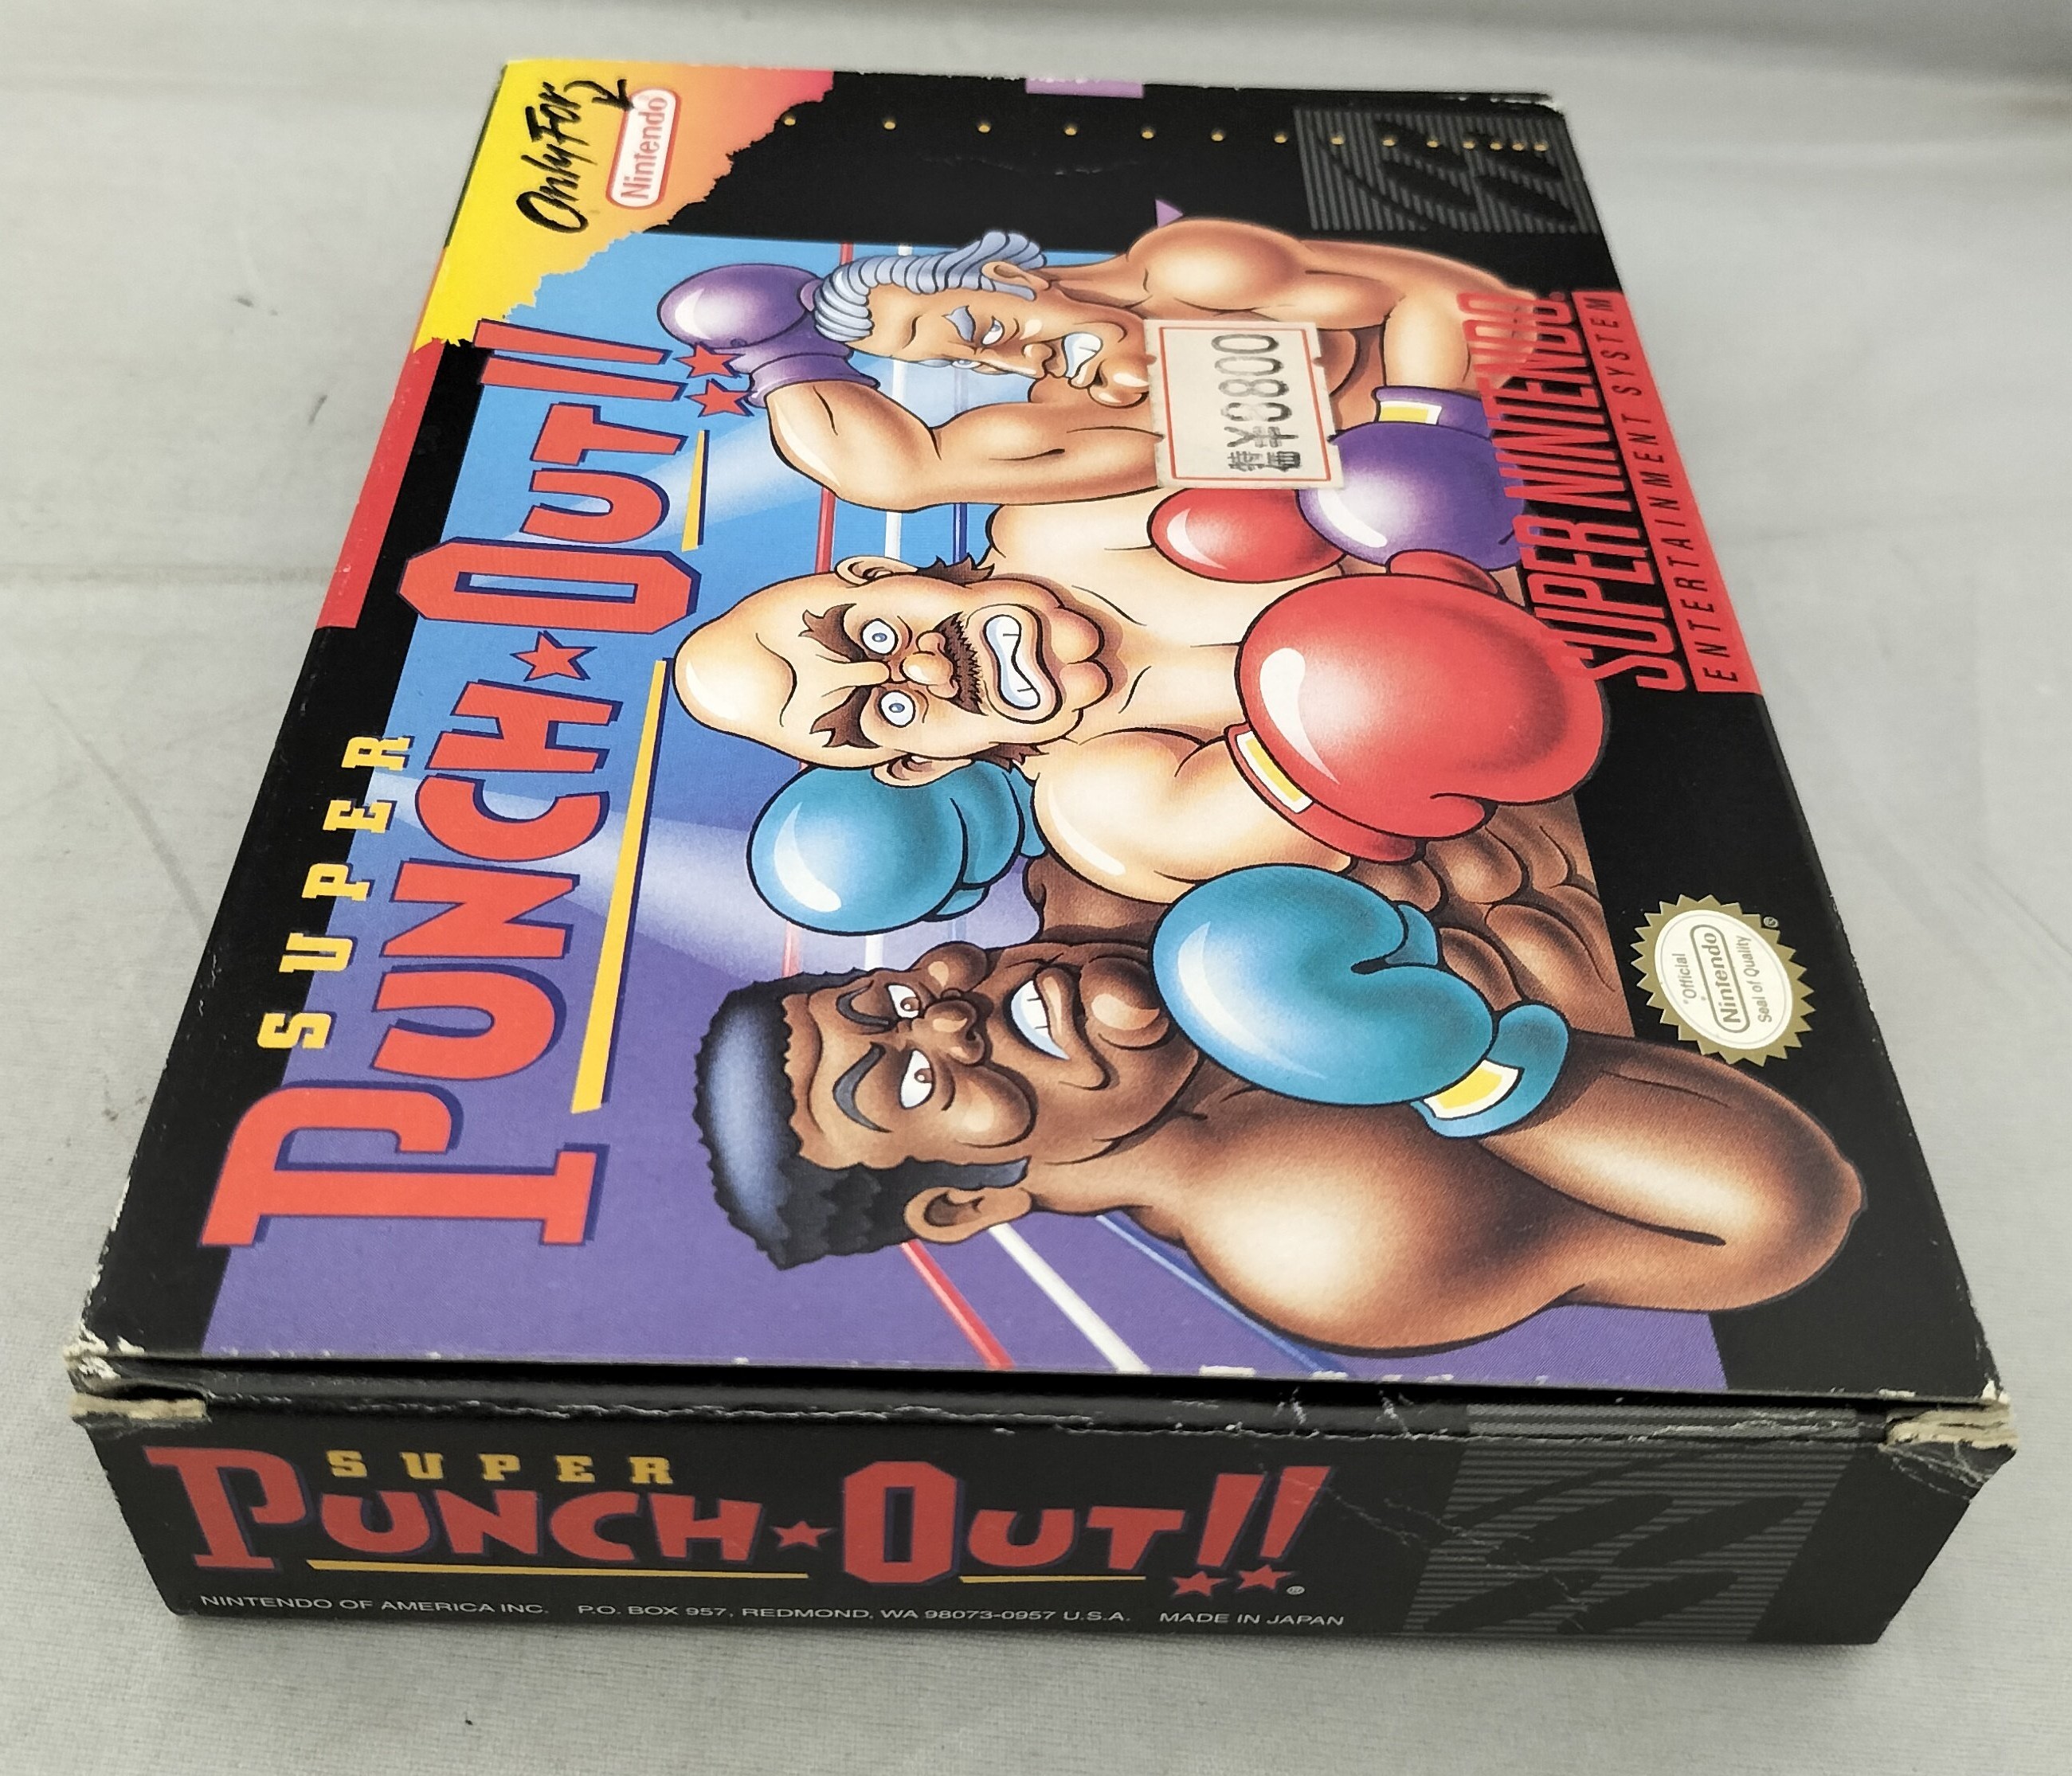 Only For
Nintendo
SUPER
PUNCH★OUT!!
特価 ¥8800
SUPER NINTENDO
ENTERTAINMENT SYSTEM
Official
Nintendo
Seal of Quality
SUPER
PUNCH★OUT!!
NINTENDO OF AMERICA INC. P.O. BOX 957, REDMOND, WA 98073-0957 U.S.A. MADE IN JAPAN